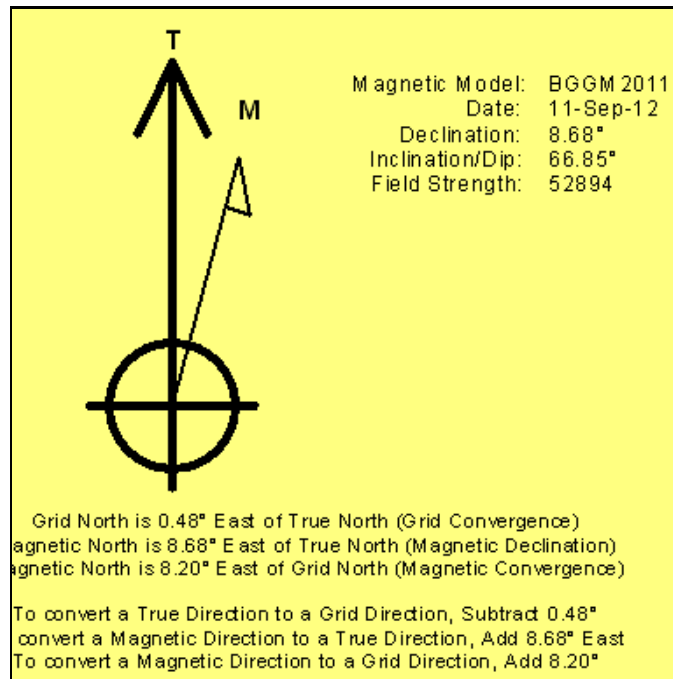 T
M
Magnetic Model: BGGM 2011
Date: 11-Sep-12
Declination: 8.68°
Inclination/Dip: 66.85°
Field Strength: 52894
Grid North is 0.48° East of True North (Grid Convergence)
agnetic North is 8.68° East of True North (Magnetic Declination)
agnetic North is 8.20° East of Grid North (Magnetic Convergence)
To convert a True Direction to a Grid Direction, Subtract 0.48°
convert a Magnetic Direction to a True Direction, Add 8.68° East
To convert a Magnetic Direction to a Grid Direction, Add 8.20°